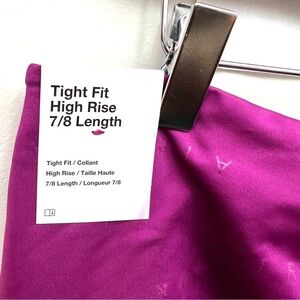 Tight Fit
High Rise
7/8 Length
Tight Fit / Collant
High Rise / Taille Haute
7/8 Length / Longueur 7/8